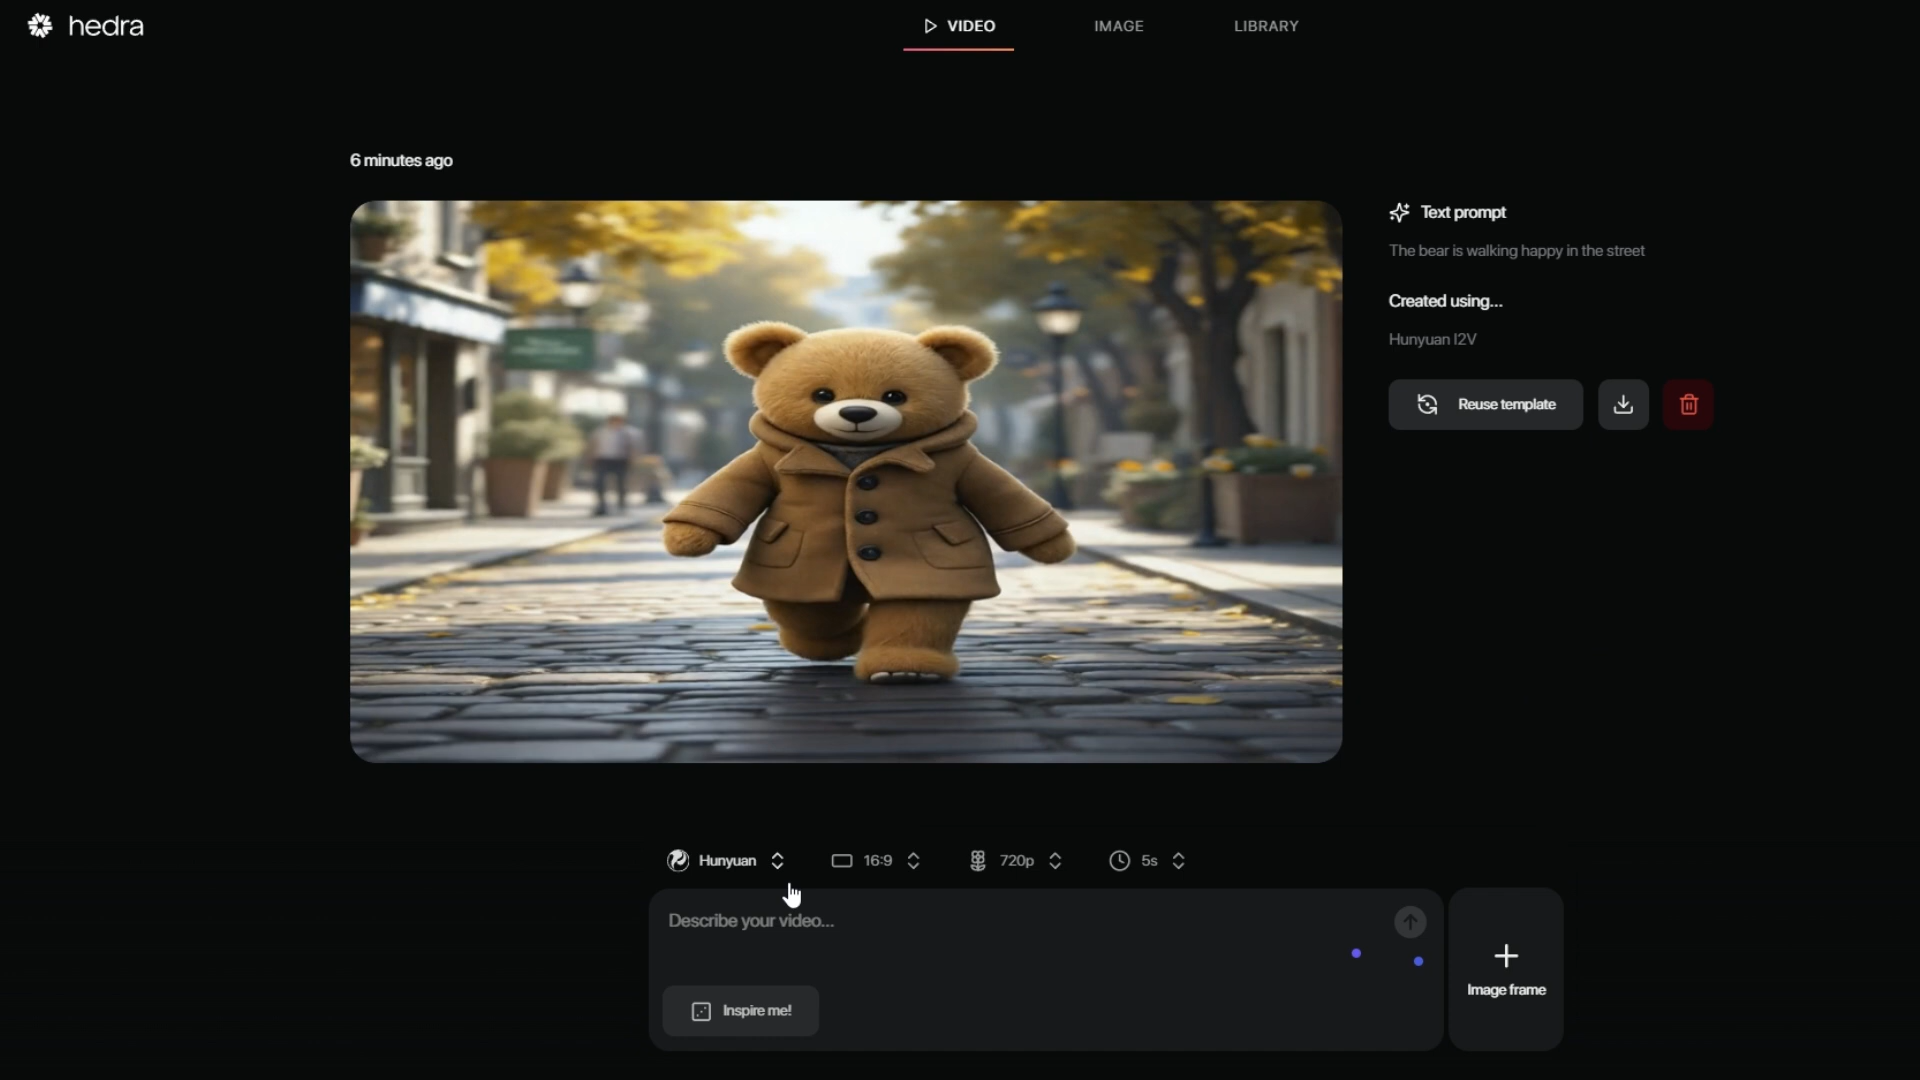 hedra
VIDEO
IMAGE
LIBRARY
6 minutes ago
Text prompt
The bear is walking happy in the street
Created using...
Hunyuan I2V
Reuse template
Hunyuan
16:9
720p
5s
Describe your video...
Inspire me!
Image frame